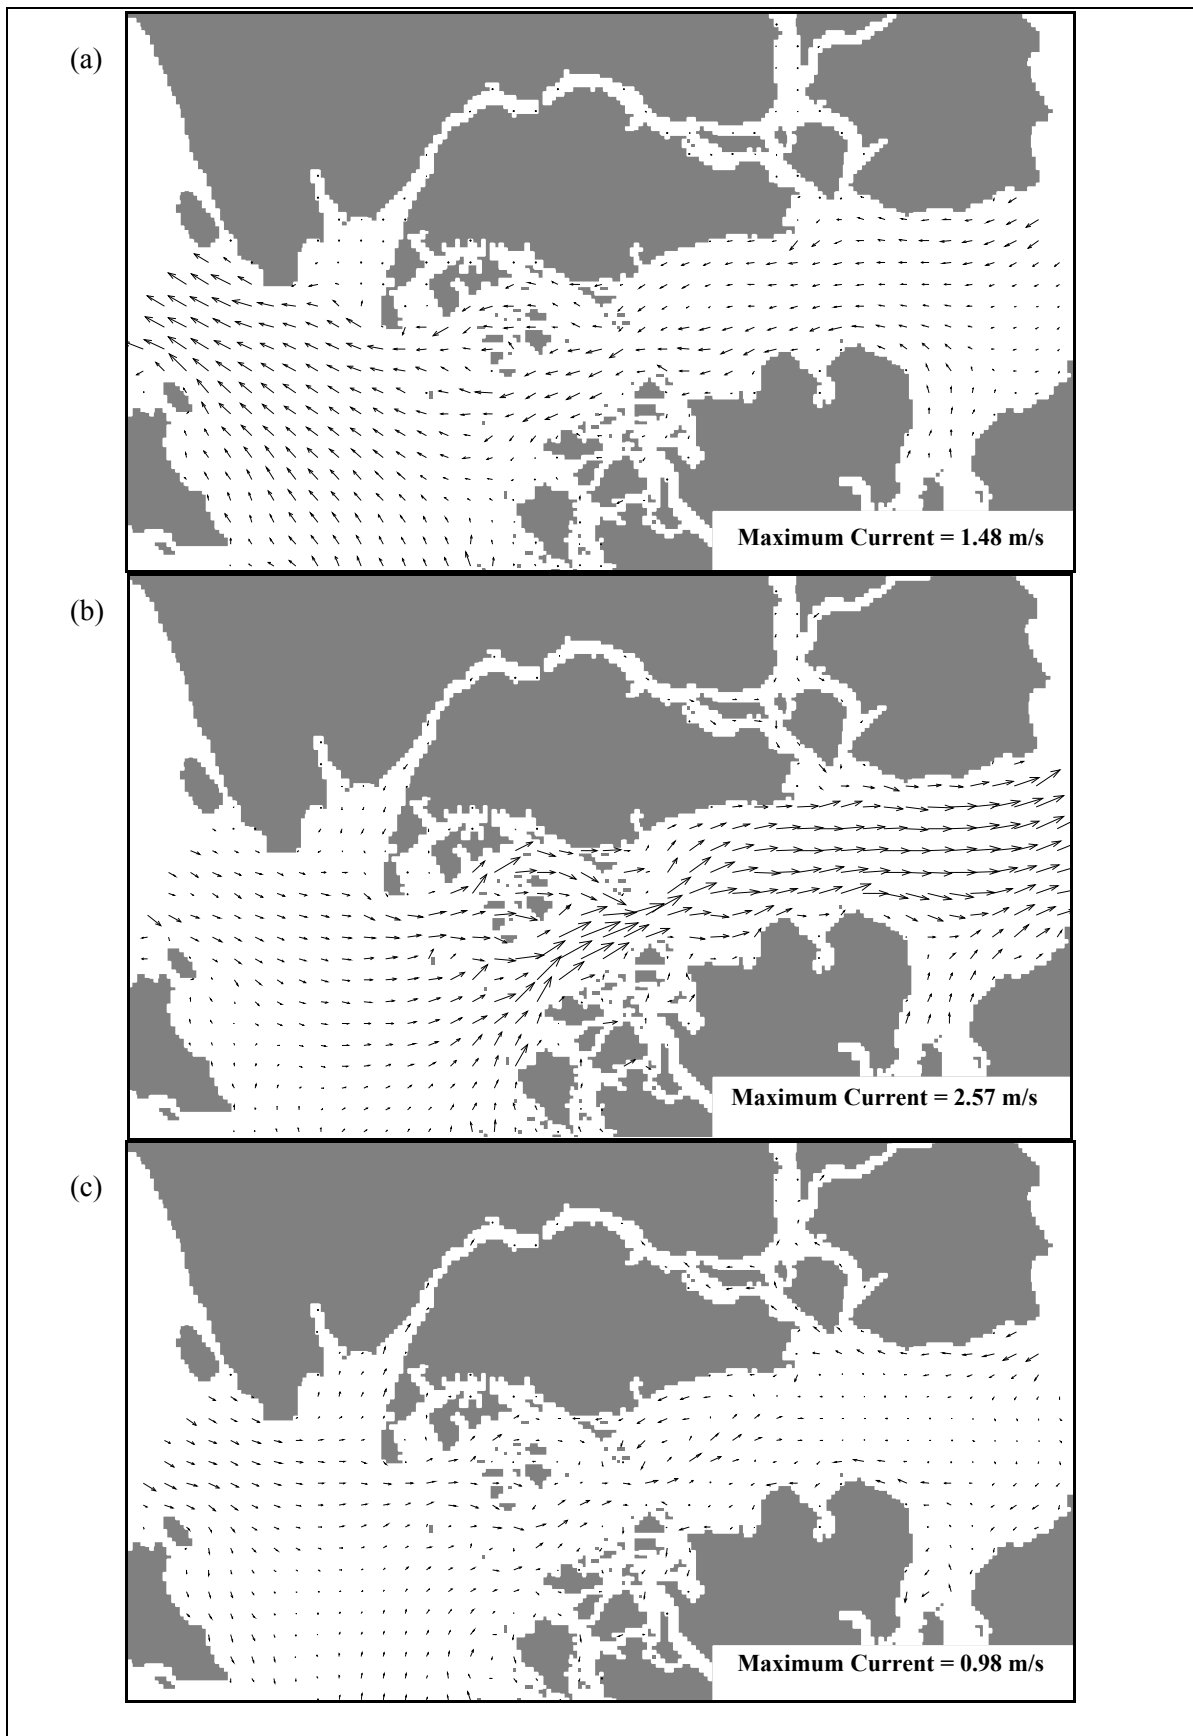 (a)
Maximum Current = 1.48 m/s
(b)
Maximum Current = 2.57 m/s
(c)
Maximum Current = 0.98 m/s